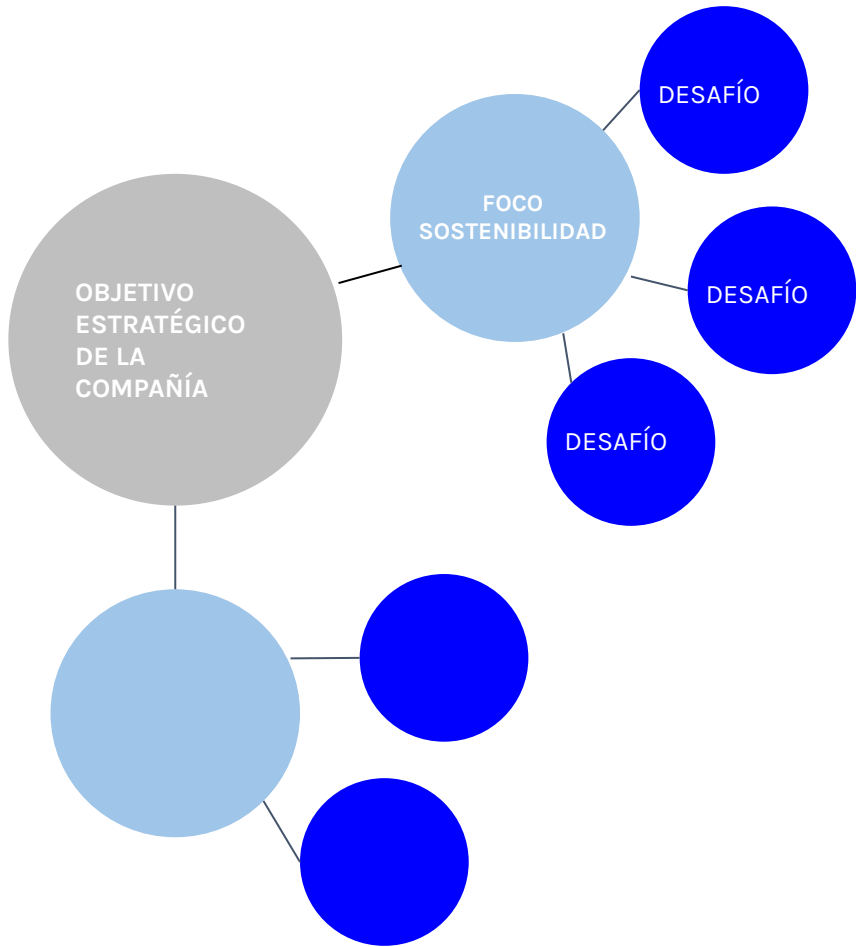 OBJETIVO
ESTRATÉGICO
DE LA
COMPAÑÍA
FOCO
SOSTENIBILIDAD
DESAFÍO
DESAFÍO
DESAFÍO